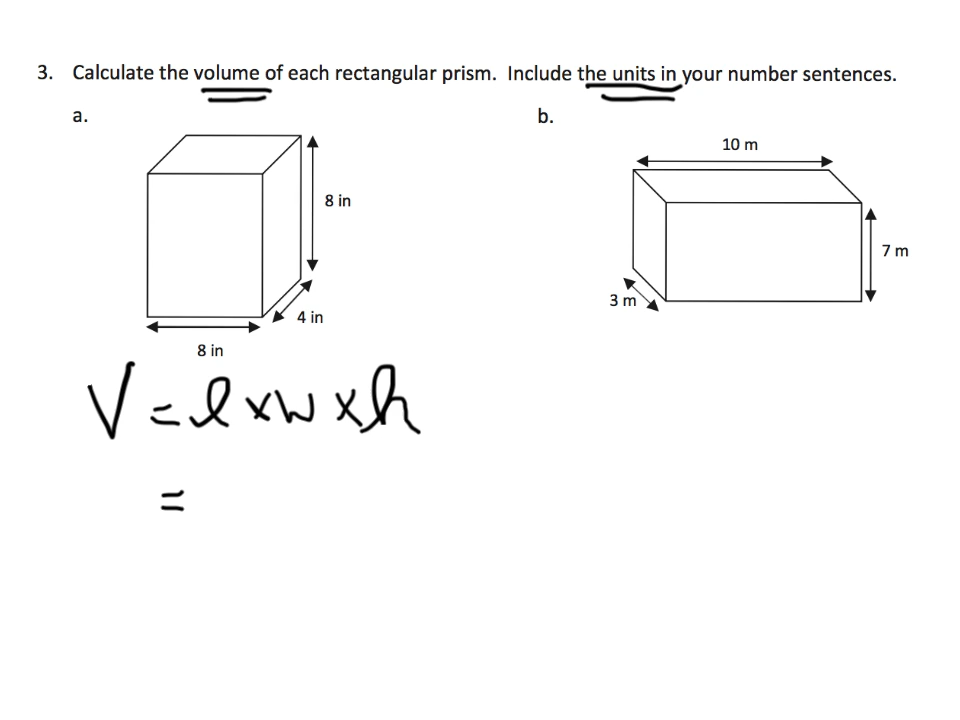 3. Calculate the volume of each rectangular prism. Include the units in your number sentences.
a.
b.
10 m
8 in
7 m
3 m
4 in
8 in
V = l x w x h
=